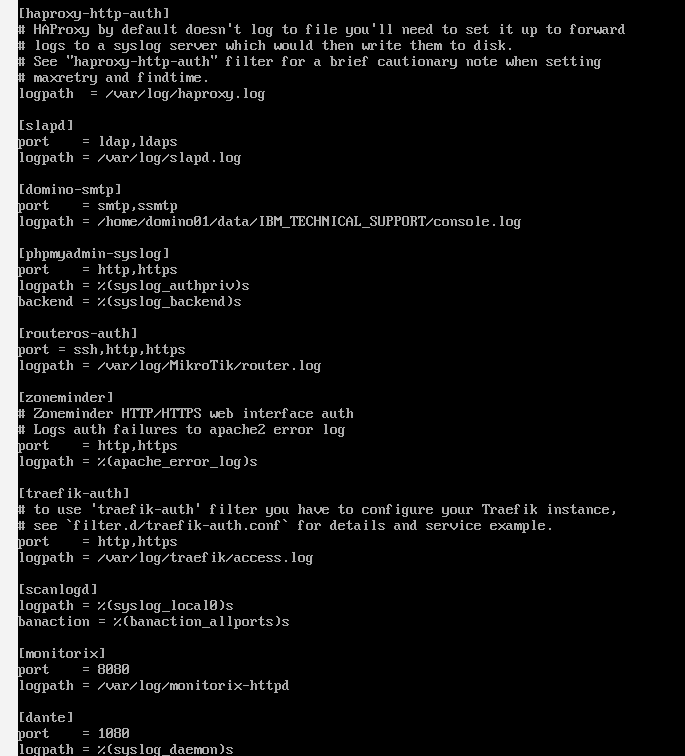 [haproxy-http-auth]
# HAProxy by default doesn't log to file you'll need to set it up to forward
# logs to a syslog server which would then write them to disk.
# See "haproxy-http-auth" filter for a brief cautionary note when setting
# maxretry and findtime.
logpath  = /var/log/haproxy.log

[slapd]
port    = ldap,ldaps
logpath = /var/log/slapd.log

[domino-smtp]
port    = smtp,ssmtp
logpath = /home/domino01/data/IBM_TECHNICAL_SUPPORT/console.log

[phpmyadmin-syslog]
port    = http,https
logpath = %(syslog_authpriv)s
backend = %(syslog_backend)s

[routeros-auth]
port = ssh,http,https
logpath = /var/log/MikroTik/router.log

[zoneminder]
# Zoneminder HTTP/HTTPS web interface auth
# Logs auth failures to apache2 error log
port    = http,https
logpath = %(apache_error_log)s

[traefik-auth]
# to use 'traefik-auth' filter you have to configure your Traefik instance,
# see `filter.d/traefik-auth.conf` for details and service example.
port    = http,https
logpath = /var/log/traefik/access.log

[scanlogd]
logpath = %(syslog_local0)s
banaction = %(banaction_allports)s

[monitorix]
port    = 8080
logpath = /var/log/monitorix-httpd

[dante]
port    = 1080
logpath = %(syslog_daemon)s